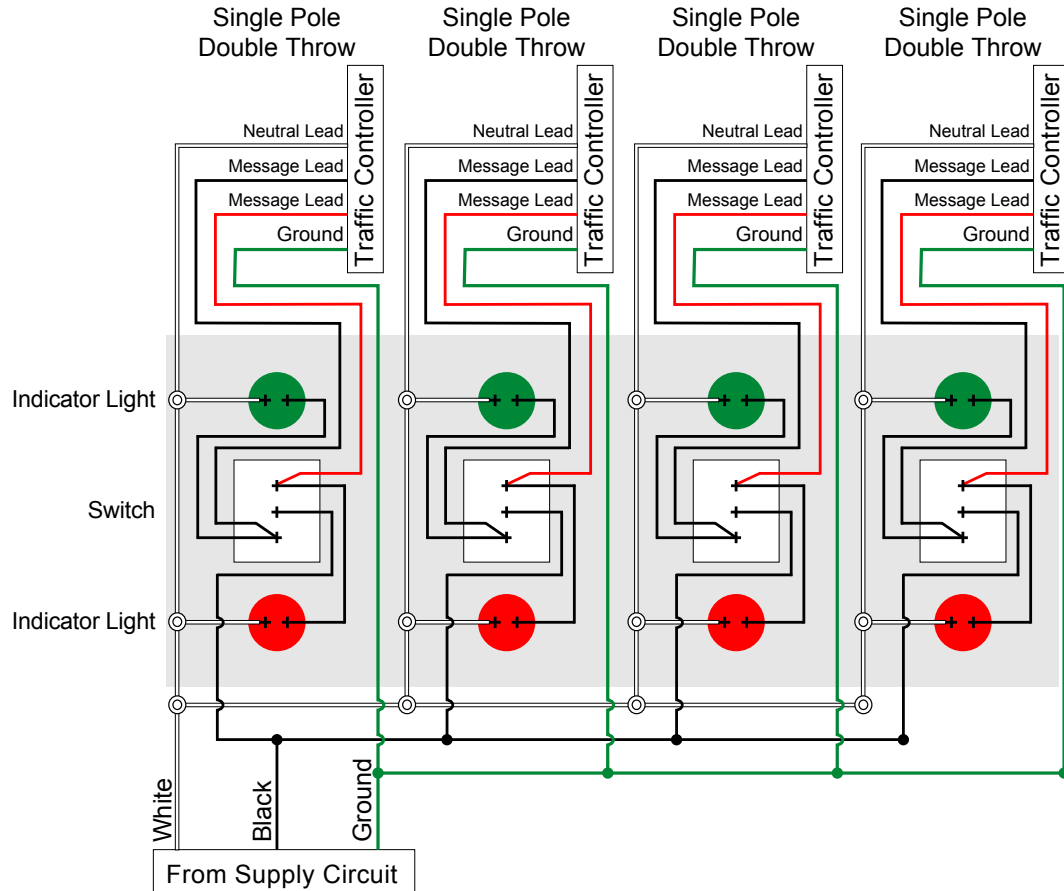 Single Pole
Double Throw
Single Pole
Double Throw
Single Pole
Double Throw
Single Pole
Double Throw
Neutral Lead
Message Lead
Message Lead
Ground
Traffic Controller
Neutral Lead
Message Lead
Message Lead
Ground
Traffic Controller
Neutral Lead
Message Lead
Message Lead
Ground
Traffic Controller
Neutral Lead
Message Lead
Message Lead
Ground
Traffic Controller
Indicator Light
Switch
Indicator Light
White
Black
Ground
From Supply Circuit